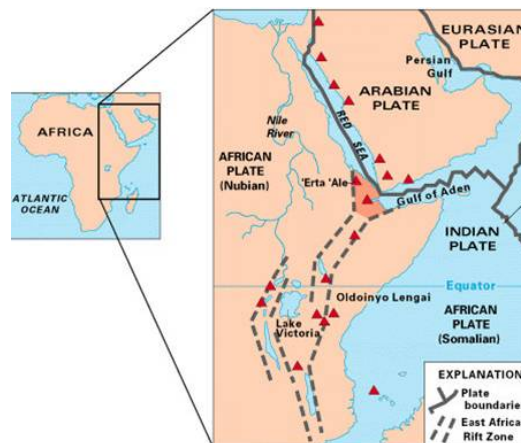 AFRICA
ATLANTIC
OCEAN
EURASIAN
PLATE
Persian
Gulf
ARABIAN
PLATE
Nile
River
RED SEA
AFRICAN
PLATE
(Nubian)
'Erta 'Ale
Gulf of Aden
INDIAN
PLATE
Equator
Oldoinyo Lengai
Lake
Victoria
AFRICAN
PLATE
(Somalian)
EXPLANATION
Plate
boundaries
East Africa
Rift Zone